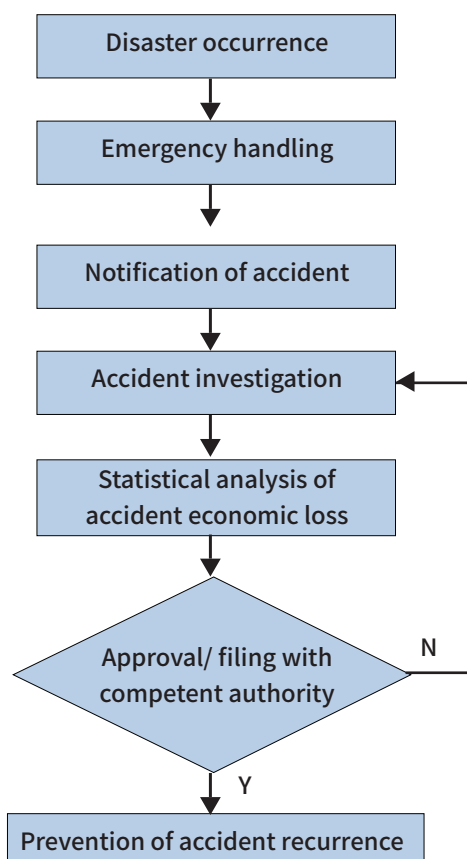 Disaster occurrence
Emergency handling
Notification of accident
Accident investigation
Statistical analysis of
accident economic loss
Approval/ filing with
competent authority
N
Y
Prevention of accident recurrence